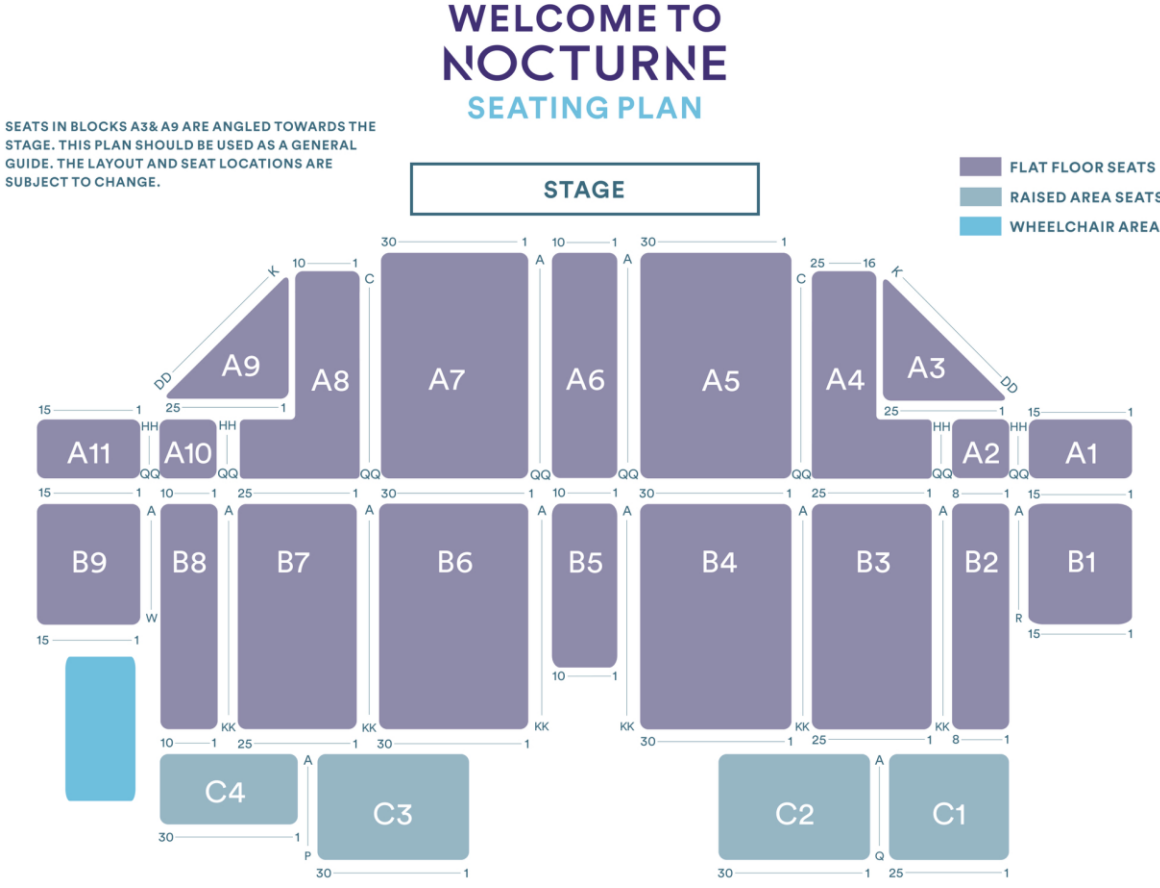 WELCOME TO
NOCTURNE
SEATING PLAN
SEATS IN BLOCKS A3& A9 ARE ANGLED TOWARDS THE
STAGE. THIS PLAN SHOULD BE USED AS A GENERAL
GUIDE. THE LAYOUT AND SEAT LOCATIONS ARE
SUBJECT TO CHANGE.
STAGE
FLAT FLOOR SEATS
RAISED AREA SEATS
WHEELCHAIR AREA
30 1 10 1 30 1
A A
10 1 25 16
K C C K
A9 A8 A7 A6 A5 A4 A3
DD DD
25 1 25 1
15 1 15 1
HH HH HH HH
A11 A10 A2 A1
QQ QQ QQ QQ QQ QQ QQ QQ
15 1 10 1 25 1 30 1 10 1 30 1 25 1 8 1 15 1
A A A A A A A A
B9 B8 B7 B6 B5 B4 B3 B2 B1
W R
15 1 15 1
10 1
KK KK KK KK KK KK
10 1 25 1 30 1 30 1 25 1 8 1
A A
C4 C3 C2 C1
30 1
P Q
30 1 30 1 25 1